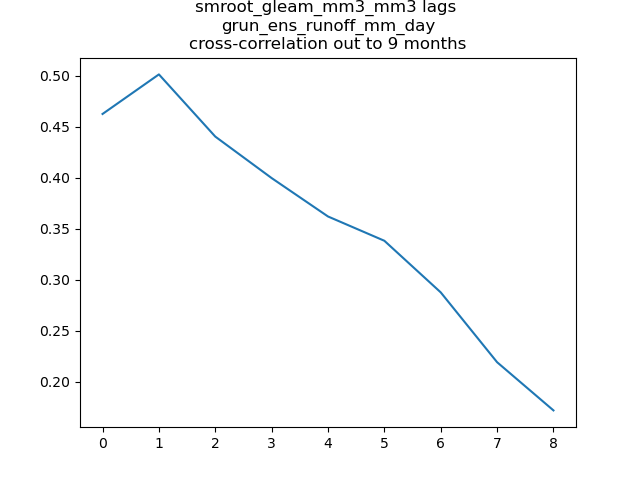 smroot_gleam_mm3_mm3 lags
grun_ens_runoff_mm_day
cross-correlation out to 9 months
0.50
0.45
0.40
0.35
0.30
0.25
0.20
0 1 2 3 4 5 6 7 8